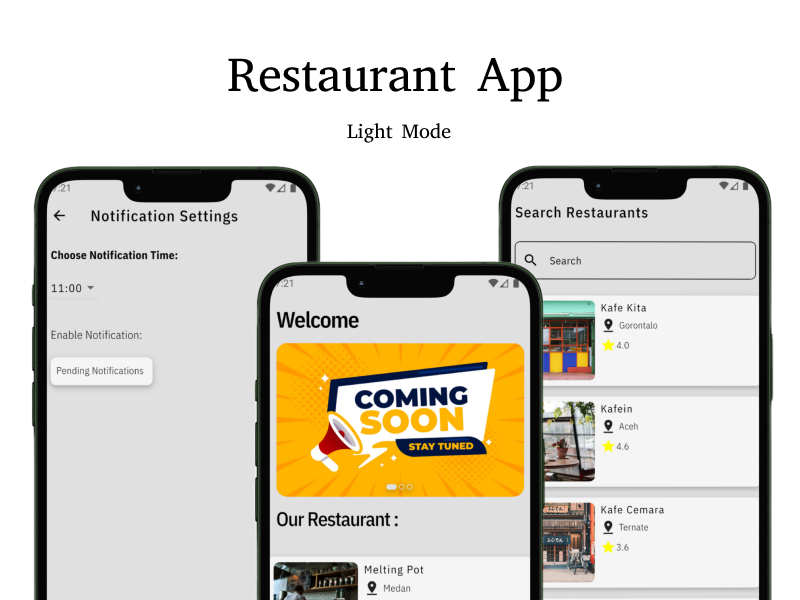 Restaurant App
Light Mode
7:21
Notification Settings
Choose Notification Time:
11:00
Enable Notification:
Pending Notifications
7:21
Welcome
COMING
SOON
STAY TUNED
Our Restaurant :
Melting Pot
Medan
7:21
Search Restaurants
Search
Kafe Kita
Gorontalo
4.0
Kafein
Aceh
4.6
Kafe Cemara
Ternate
3.6